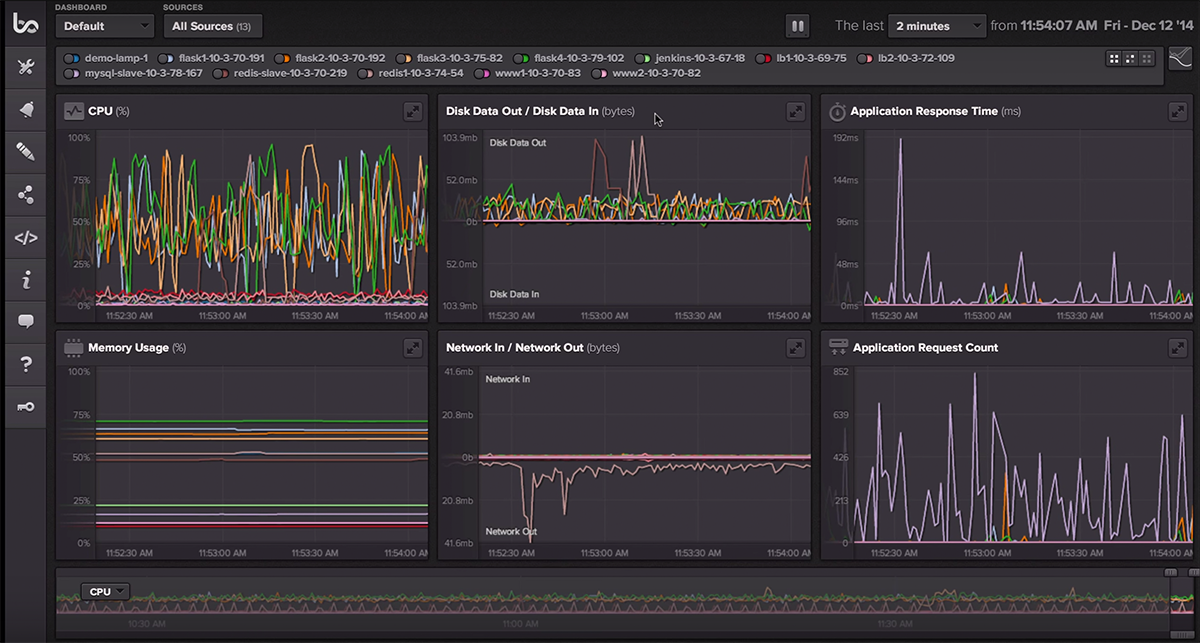 DASHBOARD SOURCES
Default All Sources (13) The last 2 minutes from 11:54:07 AM Fri - Dec 12 '14
demo-lamp-1 flask1-10-3-70-191 flask2-10-3-70-192 flask3-10-3-75-82 flask4-10-3-79-102 jenkins-10-3-67-18 lb1-10-3-69-75 lb2-10-3-72-109
mysql-slave-10-3-78-167 redis-slave-10-3-70-219 redis1-10-3-74-54 www1-10-3-70-83 www2-10-3-70-82
CPU (%)
100%
75%
50%
25%
0%
11:52:30 AM 11:53:00 AM 11:53:30 AM 11:54:00 AM
Disk Data Out / Disk Data In (bytes)
103.9mb
Disk Data Out
52.0mb
0b
52.0mb
Disk Data In
103.9mb
11:52:30 AM 11:53:00 AM 11:53:30 AM 11:54:00 A
Application Response Time (ms)
192ms
144ms
96ms
48ms
0ms
11:52:30 AM 11:53:00 AM 11:53:30 AM 11:54:00 A
Memory Usage (%)
100%
75%
50%
25%
0%
11:52:30 AM 11:53:00 AM 11:53:30 AM 11:54:00 AM
Network In / Network Out (bytes)
41.6mb
Network In
20.8mb
0b
20.8mb
Network Out
41.6mb
11:52:30 AM 11:53:00 AM 11:53:30 AM 11:54:00 A
Application Request Count
852
639
426
213
0
11:52:30 AM 11:53:00 AM 11:53:30 AM 11:54:00 A
CPU
10:30 AM 11:00 AM 11:30 AM